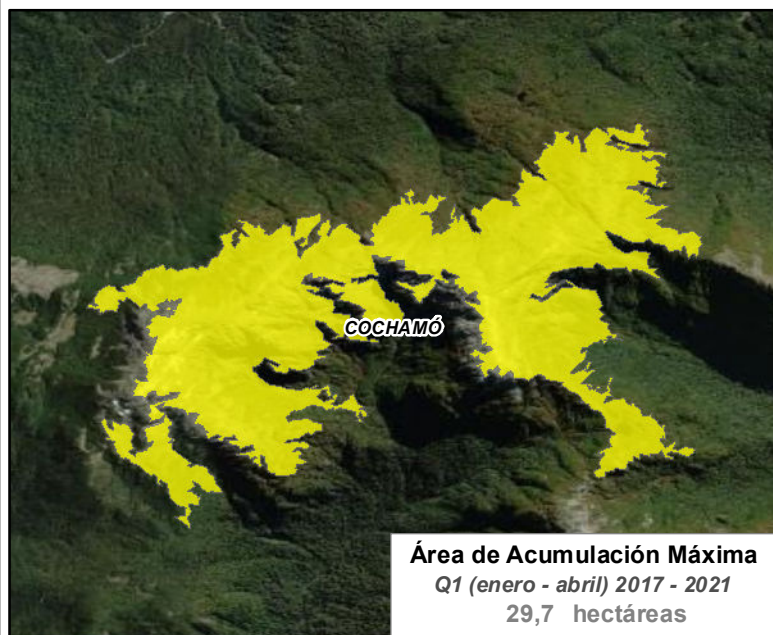 COCHAMÓ
Área de Acumulación Máxima
Q1 (enero - abril) 2017 - 2021
29,7 hectáreas